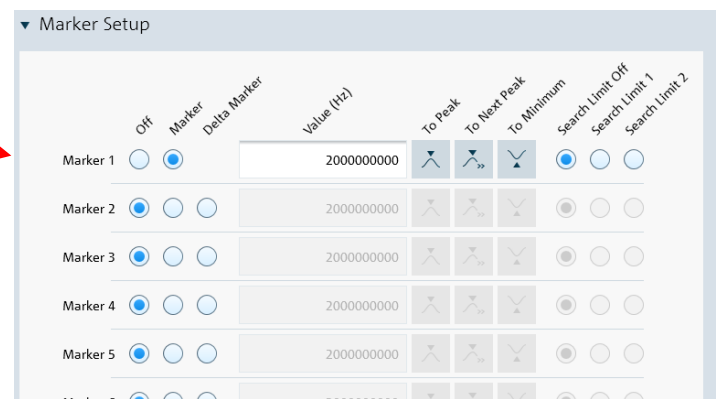 Marker Setup
Off Marker Delta Marker Value (Hz) To Peak To Next Peak To Minimum Search Limit Off Search Limit 1 Search Limit 2
Marker 1 2000000000
Marker 2 2000000000
Marker 3 2000000000
Marker 4 2000000000
Marker 5 2000000000